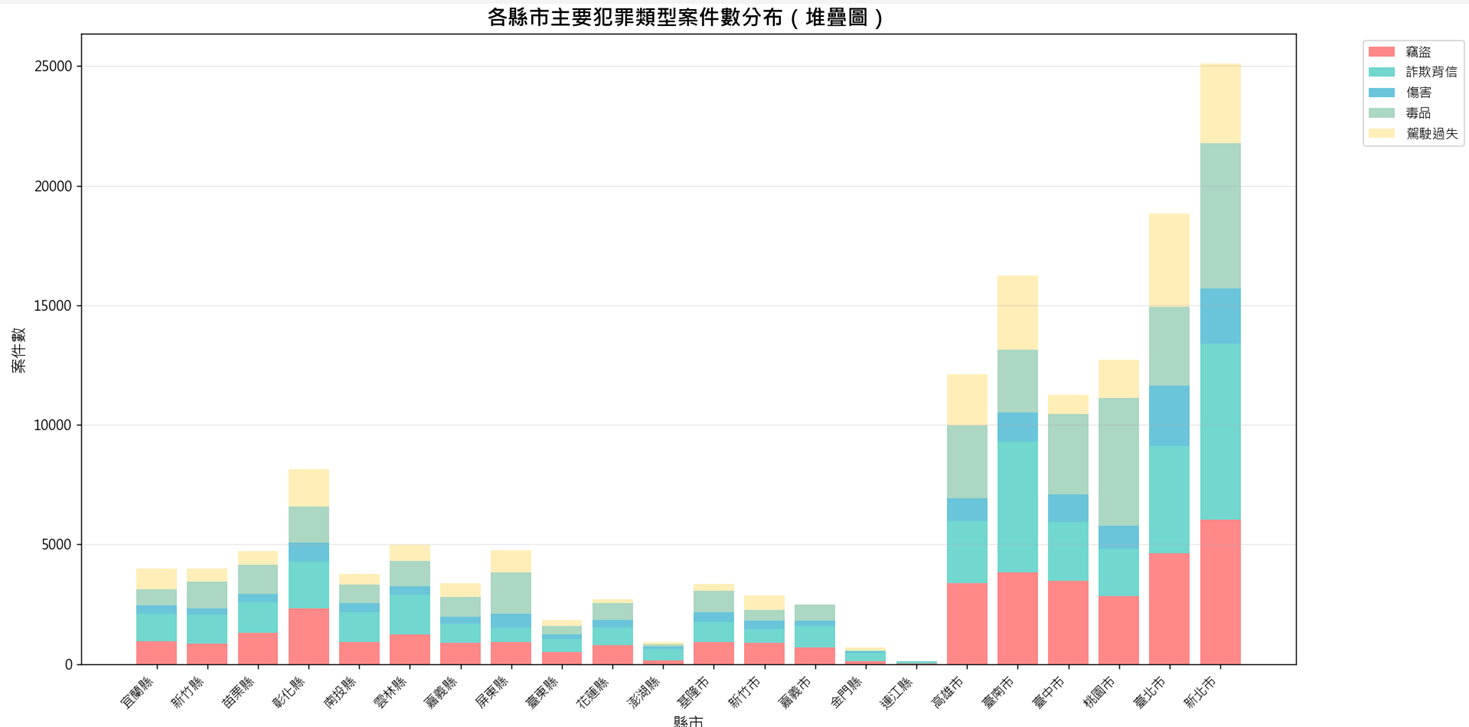 各縣市主要犯罪類型案件數分布（堆疊圖）
竊盜
詐欺背信
傷害
毒品
駕駛過失
案件數
25000
20000
15000
10000
5000
0
宜蘭縣
新竹縣
苗栗縣
彰化縣
南投縣
雲林縣
嘉義縣
屏東縣
臺東縣
花蓮縣
澎湖縣
基隆市
新竹市
嘉義市
金門縣
連江縣
高雄市
臺南市
臺中市
桃園市
臺北市
新北市
縣市